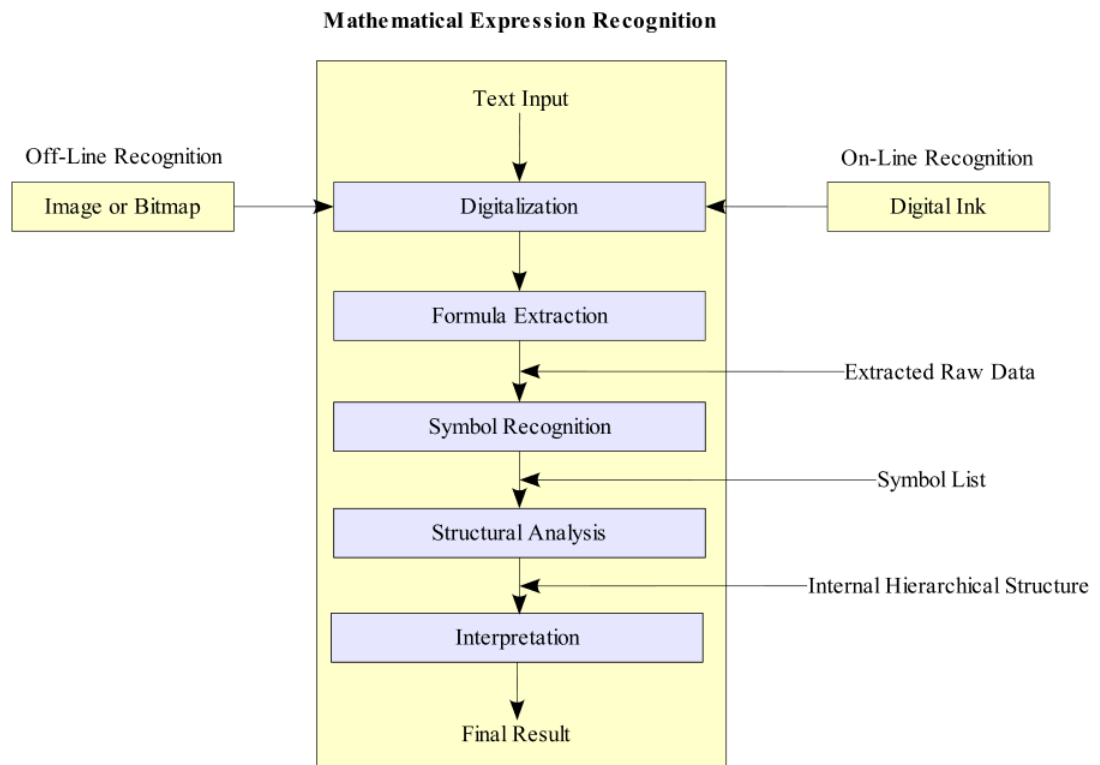 Mathematical Expression Recognition
Text Input
Off-Line Recognition
On-Line Recognition
Image or Bitmap
Digitalization
Digital Ink
Formula Extraction
Extracted Raw Data
Symbol Recognition
Symbol List
Structural Analysis
Internal Hierarchical Structure
Interpretation
Final Result